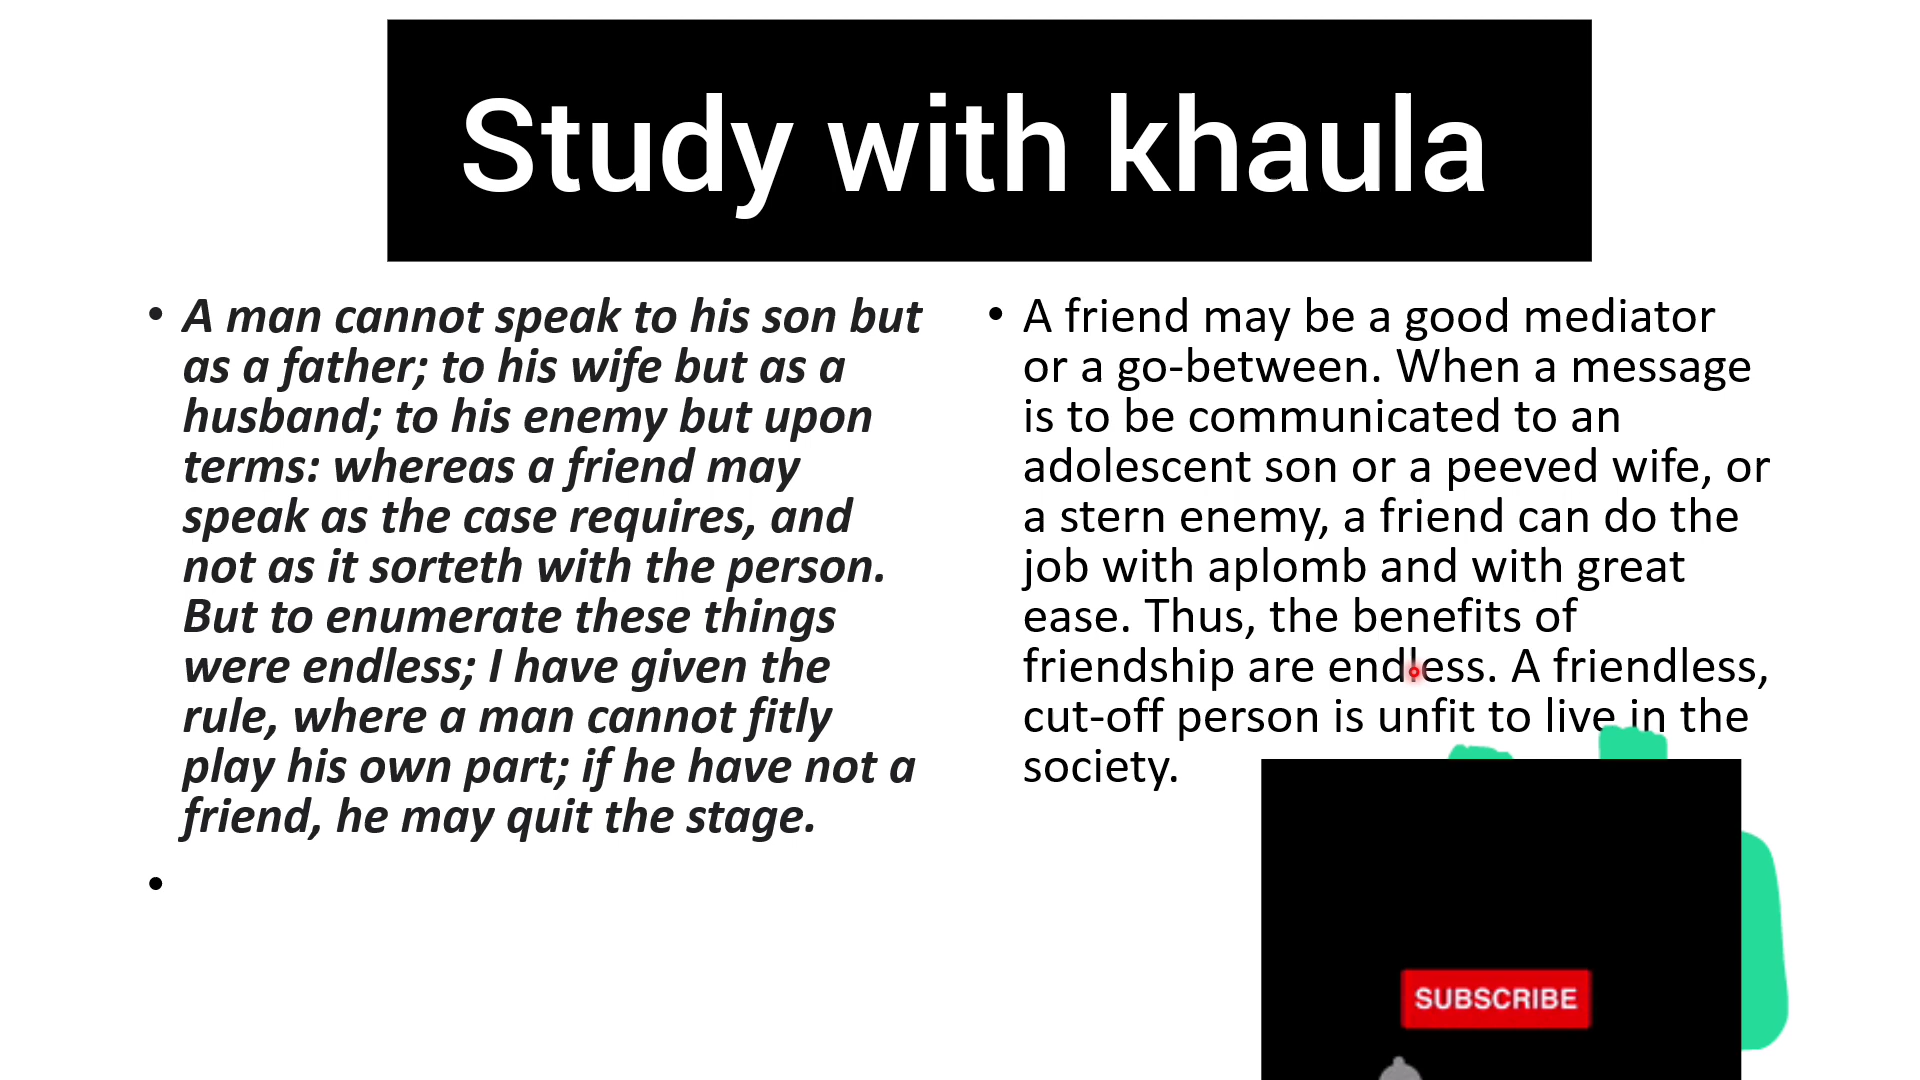 Study with khaula
• A man cannot speak to his son but
as a father; to his wife but as a
husband; to his enemy but upon
terms: whereas a friend may
speak as the case requires, and
not as it sorteth with the person.
But to enumerate these things
were endless; I have given the
rule, where a man cannot fitly
play his own part; if he have not a
friend, he may quit the stage.
•
• A friend may be a good mediator
or a go-between. When a message
is to be communicated to an
adolescent son or a peeved wife, or
a stern enemy, a friend can do the
job with aplomb and with great
ease. Thus, the benefits of
friendship are endless. A friendless,
cut-off person is unfit to live in the
society.
SUBSCRIBE